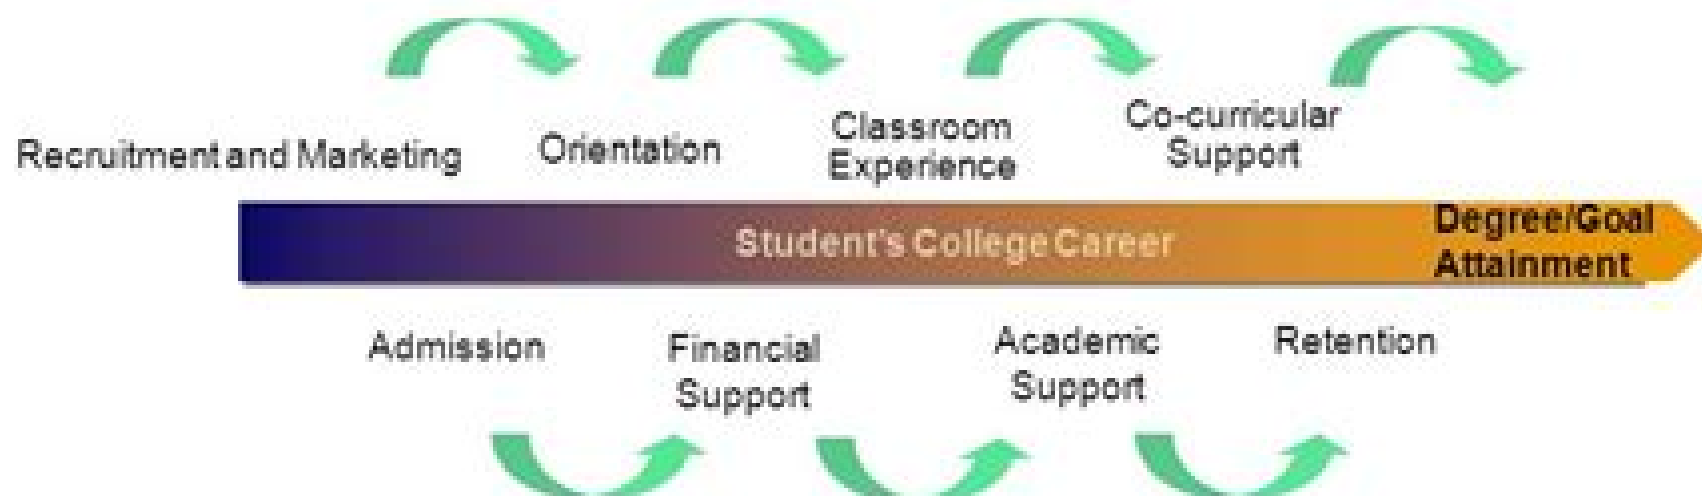 Recruitment and Marketing
Orientation
Classroom
Experience
Co-curricular
Support
Student's College Career
Degree/Goal
Attainment
Admission
Financial
Support
Academic
Support
Retention